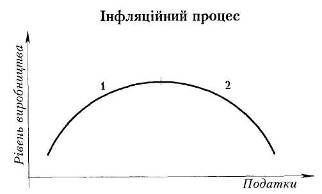 Інфляційний процес
Рівень виробництва
1
2
Податки